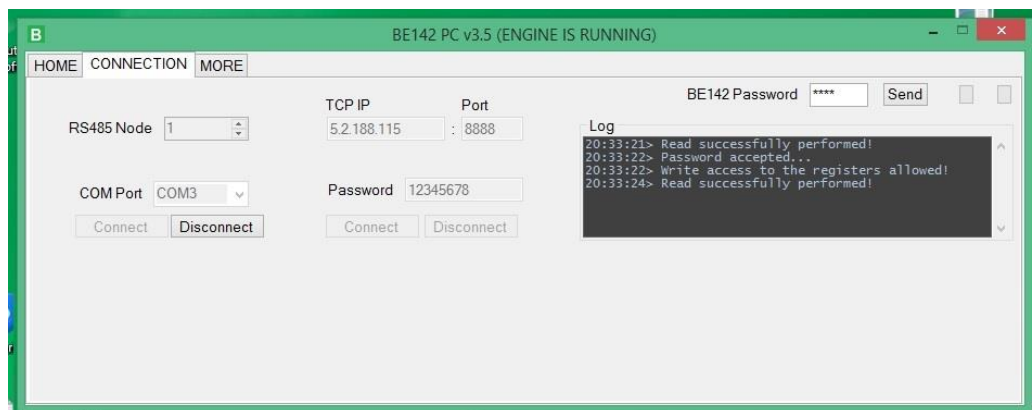 B
BE142 PC v3.5 (ENGINE IS RUNNING)
HOME CONNECTION MORE
BE142 Password **** Send
TCP IP Port
RS485 Node 1
5.2.188.115 : 8888
COM Port COM3
Password 12345678
Connect Disconnect
Connect Disconnect
Log
20:33:21> Read successfully performed!
20:33:22> Password accepted...
20:33:22> Write access to the registers allowed!
20:33:24> Read successfully performed!